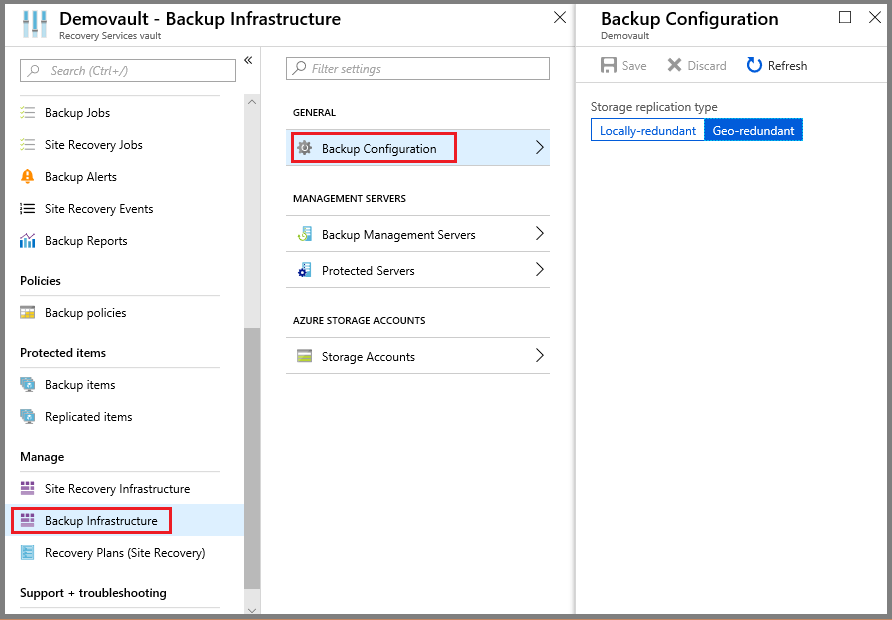 Demovault - Backup Infrastructure
Recovery Services vault
Search (Ctrl+/)
Backup Jobs
Site Recovery Jobs
Backup Alerts
Site Recovery Events
Backup Reports
Policies
Backup policies
Protected items
Backup items
Replicated items
Manage
Site Recovery Infrastructure
Backup Infrastructure
Recovery Plans (Site Recovery)
Support + troubleshooting
Filter settings
GENERAL
Backup Configuration
MANAGEMENT SERVERS
Backup Management Servers
Protected Servers
AZURE STORAGE ACCOUNTS
Storage Accounts
Backup Configuration
Demovault
Save Discard Refresh
Storage replication type
Locally-redundant Geo-redundant